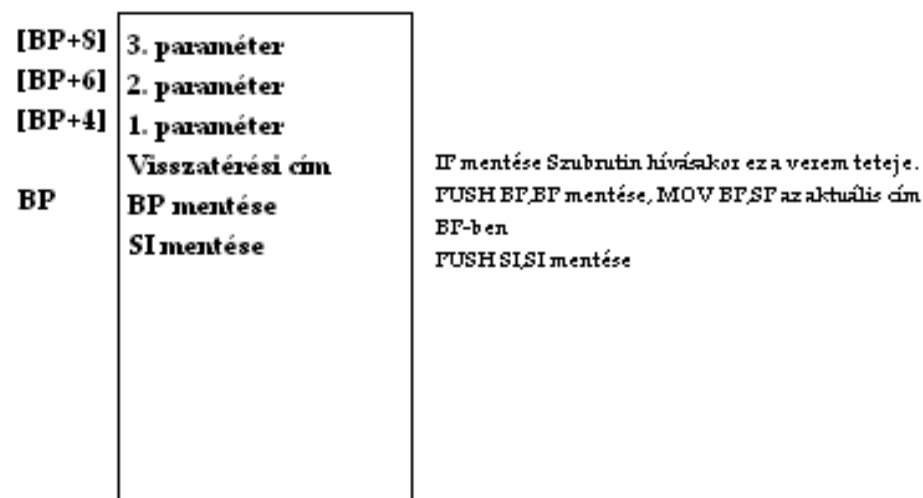 [BP+8] 3. paraméter
[BP+6] 2. paraméter
[BP+4] 1. paraméter
Visszatérési cím IP mentése Szubrutin hívásakor ez a verem teteje.
BP BP mentése PUSH BP,BP mentése, MOV BP,SP az aktuális cím
BP-ben
SI mentése PUSH SI,SI mentése